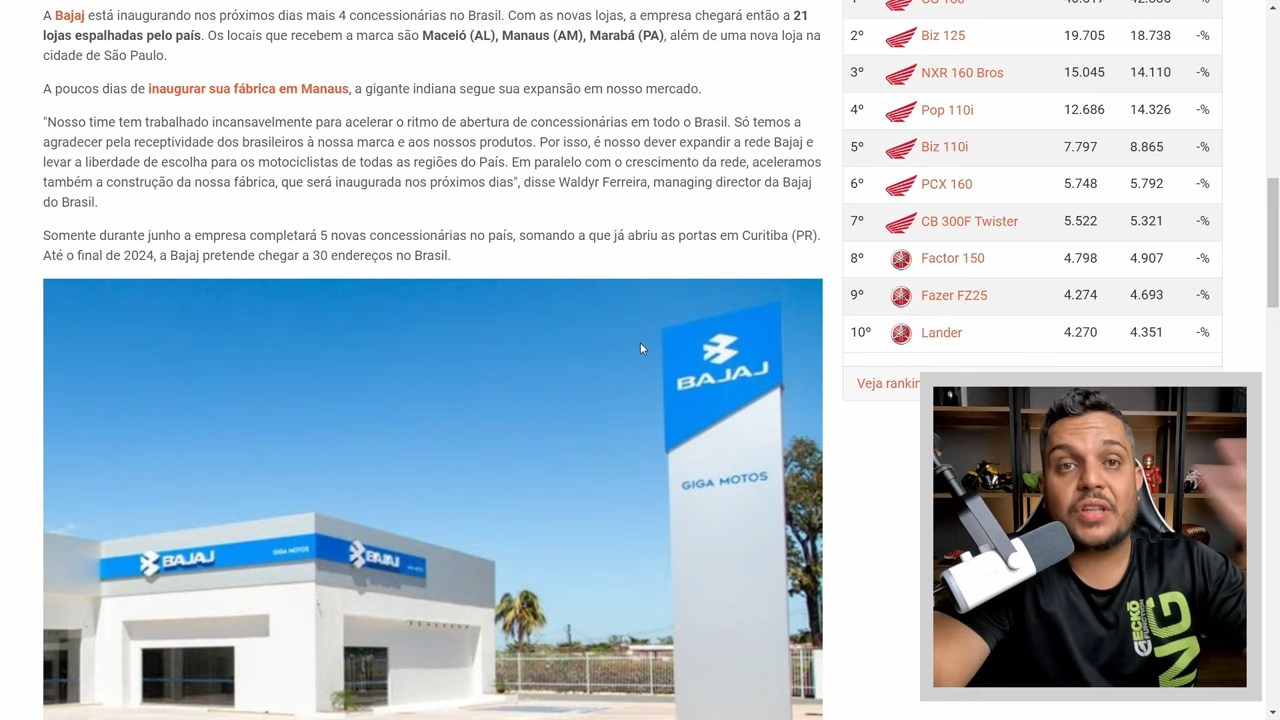 A Bajaj está inaugurando nos próximos dias mais 4 concessionárias no Brasil. Com as novas lojas, a empresa chegará então a 21
lojas espalhadas pelo país. Os locais que recebem a marca são Maceió (AL), Manaus (AM), Marabá (PA), além de uma nova loja na
cidade de São Paulo.
A poucos dias de inaugurar sua fábrica em Manaus, a gigante indiana segue sua expansão em nosso mercado.
"Nosso time tem trabalhado incansavelmente para acelerar o ritmo de abertura de concessionárias em todo o Brasil. Só temos a
agradecer pela receptividade dos brasileiros à nossa marca e aos nossos produtos. Por isso, é nosso dever expandir a rede Bajaj e
levar a liberdade de escolha para os motociclistas de todas as regiões do País. Em paralelo com o crescimento da rede, aceleramos
também a construção da nossa fábrica, que será inaugurada nos próximos dias", disse Waldyr Ferreira, managing director da Bajaj
do Brasil.
Somente durante junho a empresa completará 5 novas concessionárias no país, somando a que já abriu as portas em Curitiba (PR).
Até o final de 2024, a Bajaj pretende chegar a 30 endereços no Brasil.
BAJAJ
GIGA MOTOS
BAJAJ
GIGA MOTOS
BAJAJ
2º Biz 125 19.705 18.738 -%
3º NXR 160 Bros 15.045 14.110 -%
4º Pop 110i 12.686 14.326 -%
5º Biz 110i 7.797 8.865 -%
6º PCX 160 5.748 5.792 -%
7º CB 300F Twister 5.522 5.321 -%
8º Factor 150 4.798 4.907 -%
9º Fazer FZ25 4.274 4.693 -%
10º Lander 4.270 4.351 -%
Veja rankin
GECKO
NG